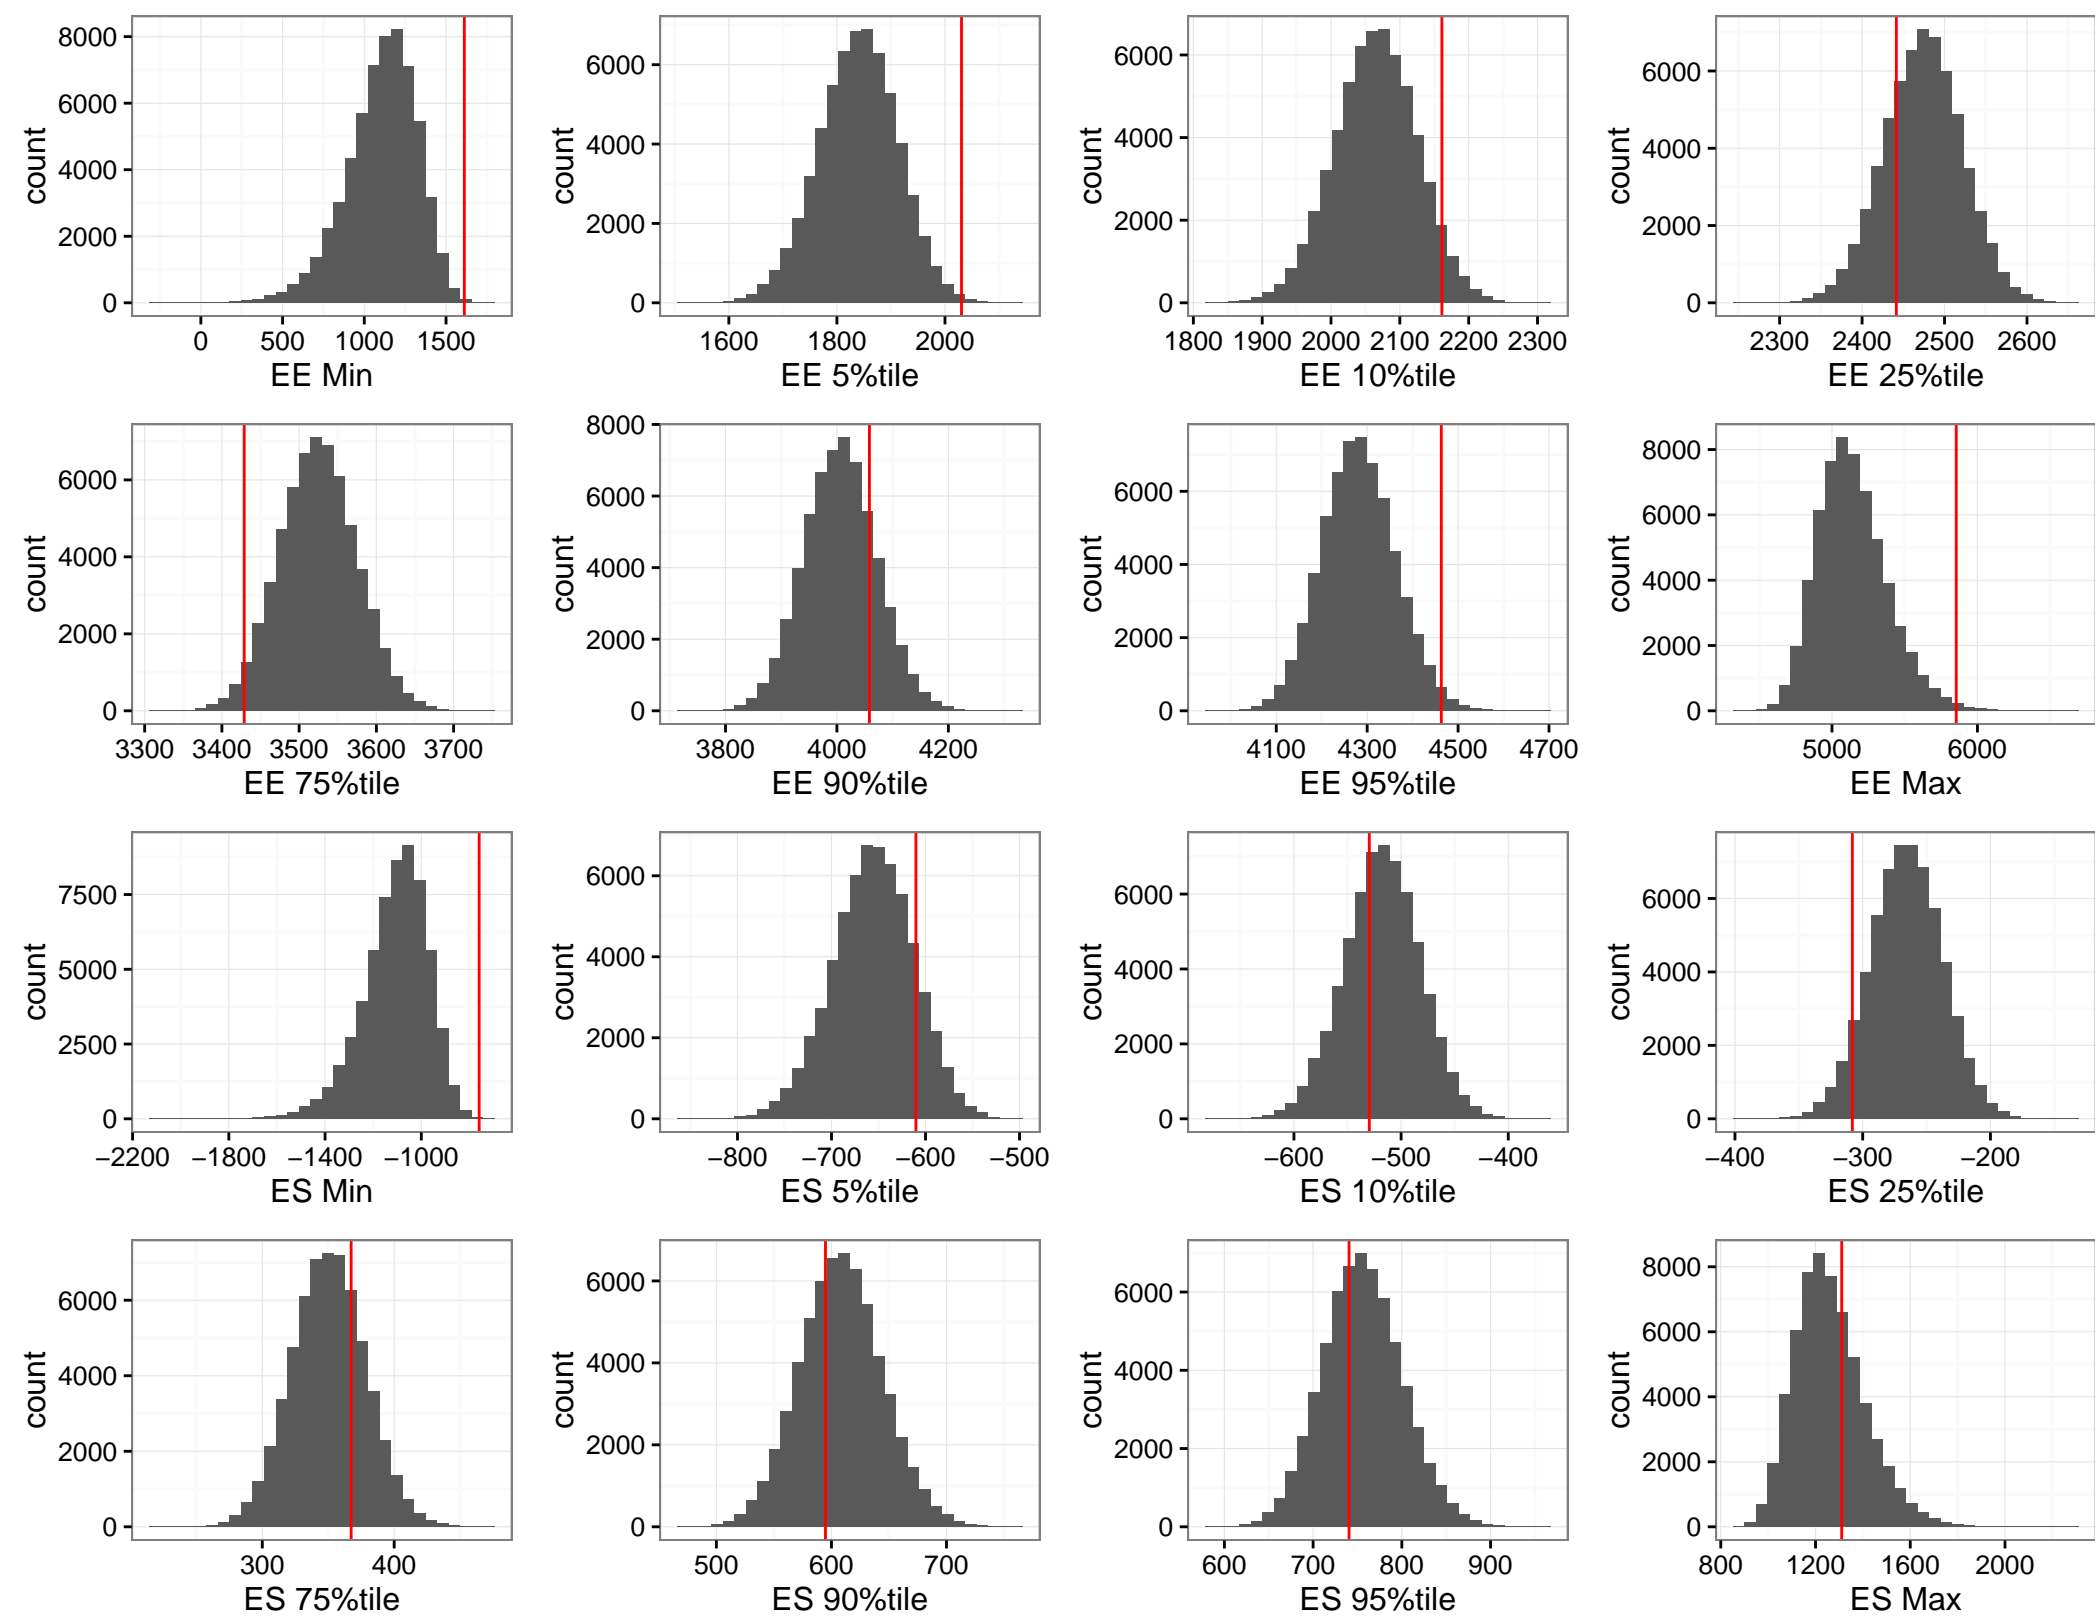 count
8000
6000
4000
2000
0
0 500 1000 1500
EE Min
count
6000
4000
2000
0
1600 1800 2000
EE 5%tile
count
6000
4000
2000
0
1800 1900 2000 2100 2200 2300
EE 10%tile
count
6000
4000
2000
0
2300 2400 2500 2600
EE 25%tile
count
6000
4000
2000
0
3300 3400 3500 3600 3700
EE 75%tile
count
8000
6000
4000
2000
0
3800 4000 4200
EE 90%tile
count
6000
4000
2000
0
4100 4300 4500 4700
EE 95%tile
count
8000
6000
4000
2000
0
5000 6000
EE Max
count
7500
5000
2500
0
−2200 −1800 −1400 −1000
ES Min
count
6000
4000
2000
0
−800 −700 −600 −500
ES 5%tile
count
6000
4000
2000
0
−600 −500 −400
ES 10%tile
count
6000
4000
2000
0
−400 −300 −200
ES 25%tile
count
6000
4000
2000
0
300 400
ES 75%tile
count
6000
4000
2000
0
500 600 700
ES 90%tile
count
6000
4000
2000
0
600 700 800 900
ES 95%tile
count
8000
6000
4000
2000
0
800 1200 1600 2000
ES Max